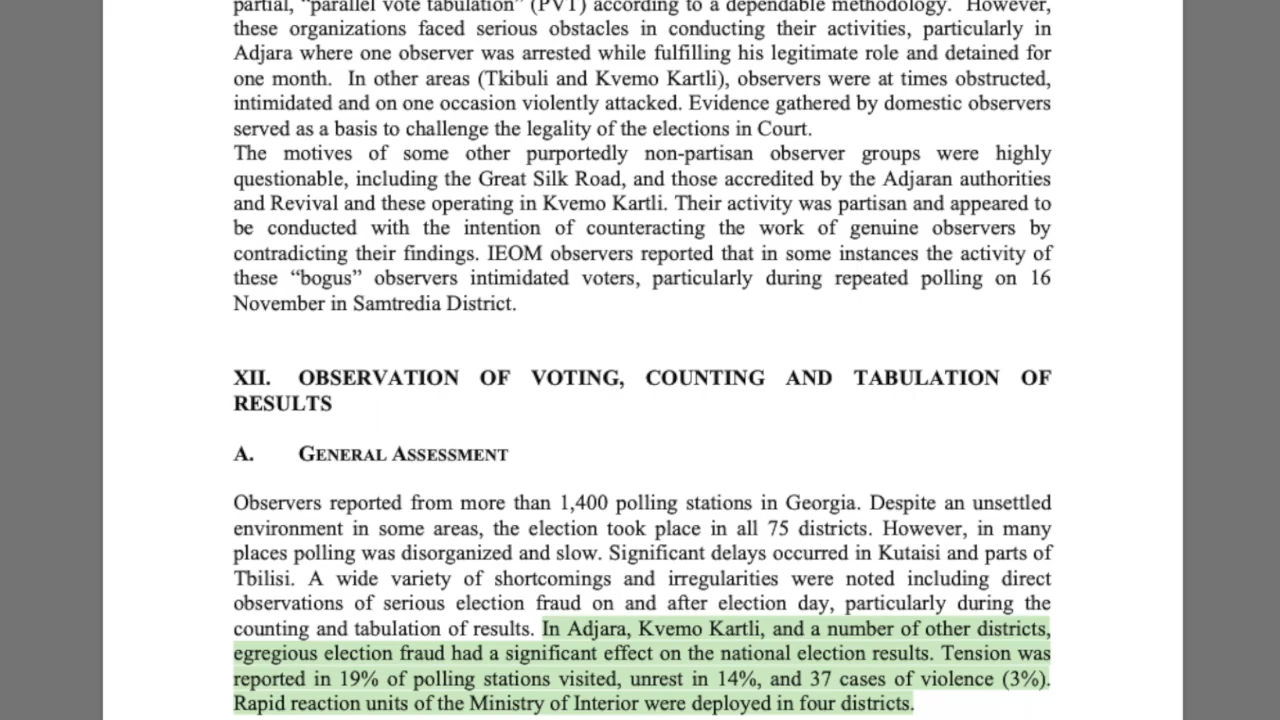 partial, “parallel vote tabulation” (PVT) according to a dependable methodology. However,
these organizations faced serious obstacles in conducting their activities, particularly in
Adjara where one observer was arrested while fulfilling his legitimate role and detained for
one month. In other areas (Tkibuli and Kvemo Kartli), observers were at times obstructed,
intimidated and on one occasion violently attacked. Evidence gathered by domestic observers
served as a basis to challenge the legality of the elections in Court.
The motives of some other purportedly non-partisan observer groups were highly
questionable, including the Great Silk Road, and those accredited by the Adjaran authorities
and Revival and these operating in Kvemo Kartli. Their activity was partisan and appeared to
be conducted with the intention of counteracting the work of genuine observers by
contradicting their findings. IEOM observers reported that in some instances the activity of
these “bogus” observers intimidated voters, particularly during repeated polling on 16
November in Samtredia District.
XII. OBSERVATION OF VOTING, COUNTING AND TABULATION OF
RESULTS
A. GENERAL ASSESSMENT
Observers reported from more than 1,400 polling stations in Georgia. Despite an unsettled
environment in some areas, the election took place in all 75 districts. However, in many
places polling was disorganized and slow. Significant delays occurred in Kutaisi and parts of
Tbilisi. A wide variety of shortcomings and irregularities were noted including direct
observations of serious election fraud on and after election day, particularly during the
counting and tabulation of results. In Adjara, Kvemo Kartli, and a number of other districts,
egregious election fraud had a significant effect on the national election results. Tension was
reported in 19% of polling stations visited, unrest in 14%, and 37 cases of violence (3%).
Rapid reaction units of the Ministry of Interior were deployed in four districts.